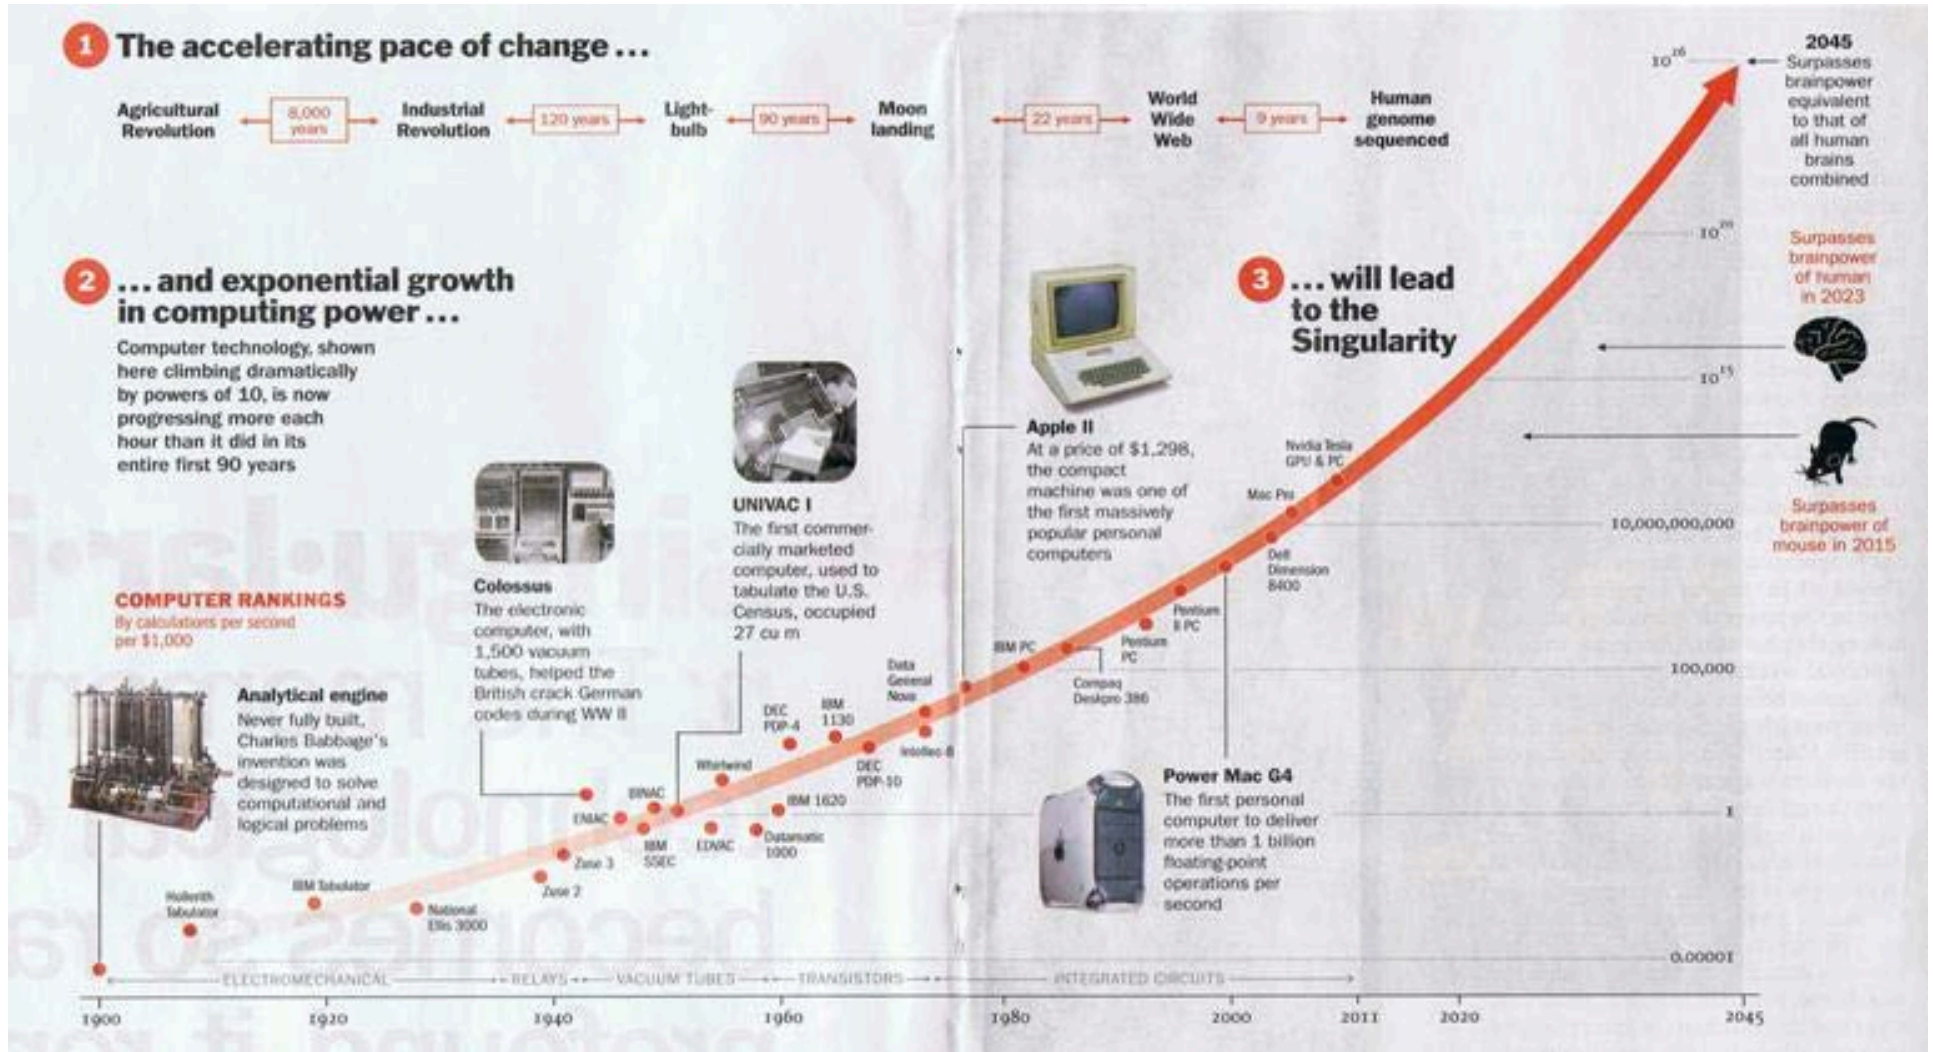 1 The accelerating pace of change ...
Agricultural
Revolution
8,000
years
Industrial
Revolution
120 years
Light-
bulb
90 years
Moon
landing
22 years
World
Wide
Web
9 years
Human
genome
sequenced
2 ... and exponential growth
in computing power ...
Computer technology, shown
here climbing dramatically
by powers of 10, is now
progressing more each
hour than it did in its
entire first 90 years
COMPUTER RANKINGS
By calculations per second
per $1,000
Analytical engine
Never fully built,
Charles Babbage's
invention was
designed to solve
computational and
logical problems
Colossus
The electronic
computer, with
1,500 vacuum
tubes, helped the
British crack German
codes during WW II
UNIVAC I
The first commer-
cially marketed
computer, used to
tabulate the U.S.
Census, occupied
27 cu m
Apple II
At a price of $1,298,
the compact
machine was one of
the first massively
popular personal
computers
Power Mac G4
The first personal
computer to deliver
more than 1 billion
floating-point
operations per
second
3 ... will lead
to the
Singularity
2045
Surpasses
brainpower
equivalent
to that of
all human
brains
combined
Surpasses
brainpower
of human
in 2023
Surpasses
brainpower of
mouse in 2015
Hollerith
Tabulator
IBM Tabulator
National
Ellis 3000
Zuse 2
Zuse 3
ENIAC
BINAC
IBM
SSEC
Whirlwind
EDVAC
Datamatic
1000
IBM 1620
DEC
PDP-4
IBM
1130
DEC
PDP-10
Data
General
Nova
Intellec-8
IBM PC
Compaq
Deskpro 386
Pentium
PC
Pentium
II PC
Dell
Dimension
8400
Mac Pro
Nvidia Tesla
GPU & PC
10²⁶
10²⁰
10¹⁵
10,000,000,000
100,000
1
0.00001
ELECTROMECHANICAL
RELAYS
VACUUM TUBES
TRANSISTORS
INTEGRATED CIRCUITS
1900
1920
1940
1960
1980
2000
2011
2020
2045